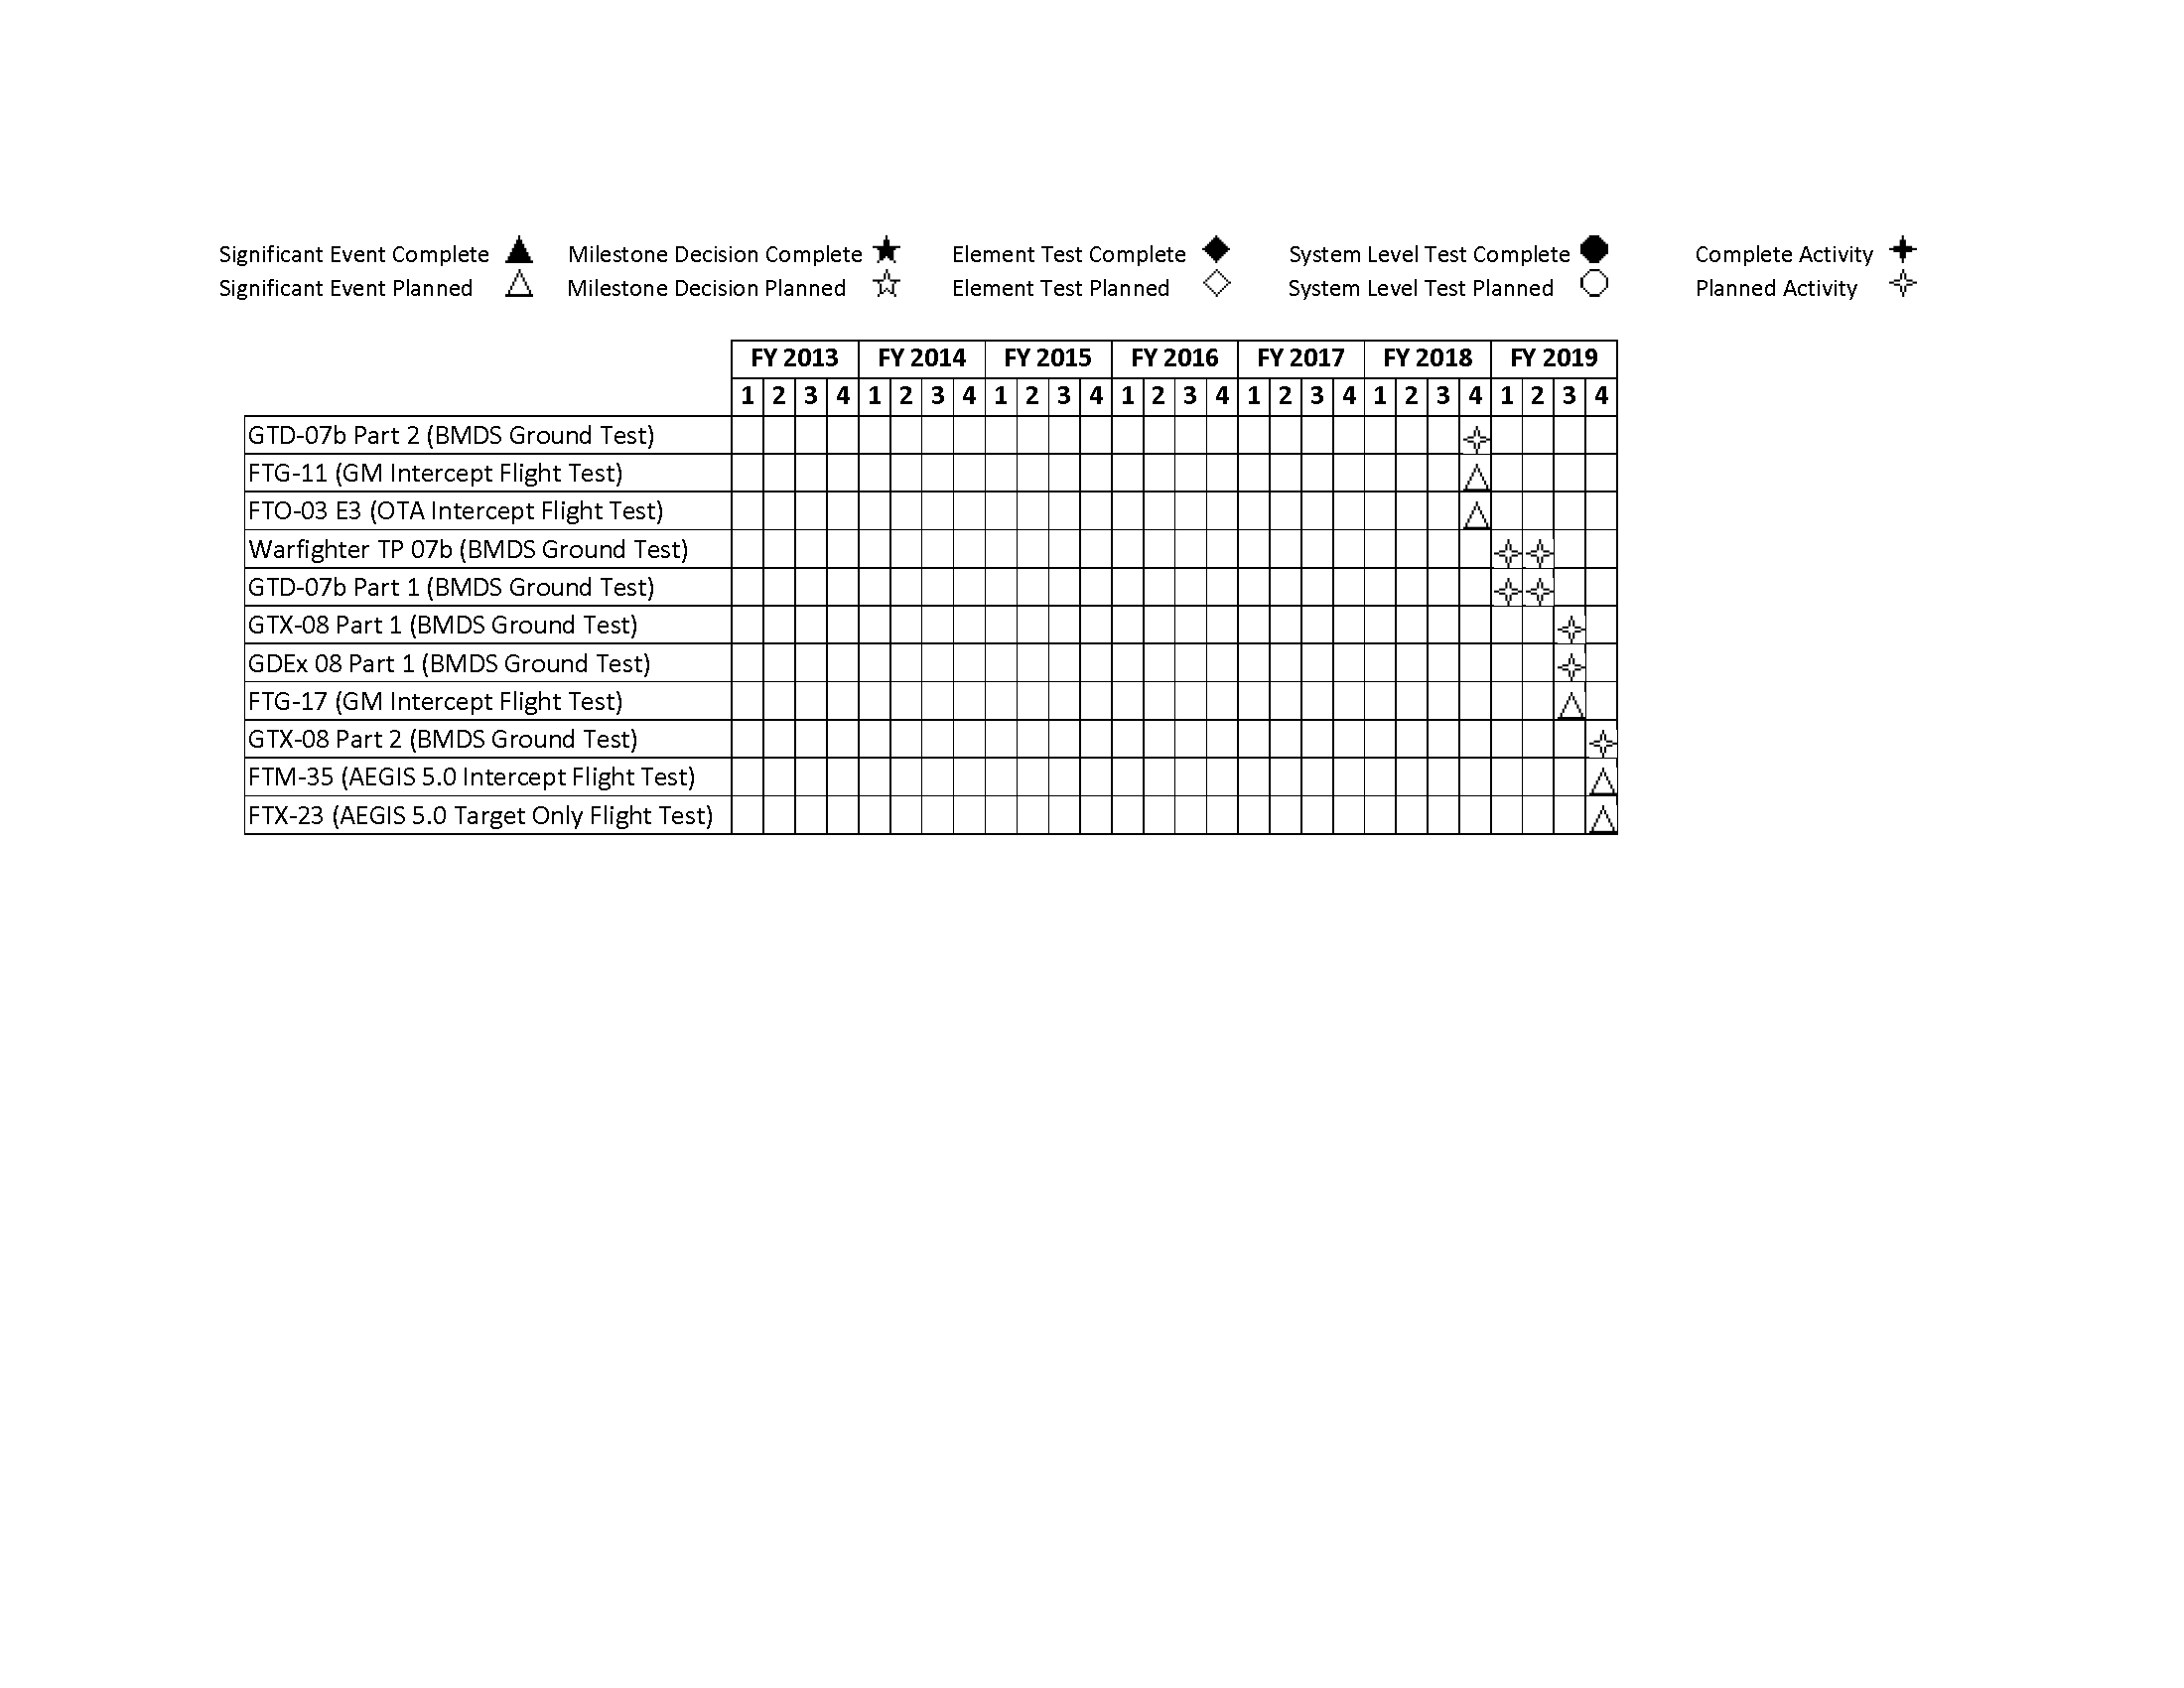 Significant Event Complete Milestone Decision Complete Element Test Complete System Level Test Complete Complete Activity
Significant Event Planned Milestone Decision Planned Element Test Planned System Level Test Planned Planned Activity
FY 2013 FY 2014 FY 2015 FY 2016 FY 2017 FY 2018 FY 2019
1 2 3 4 1 2 3 4 1 2 3 4 1 2 3 4 1 2 3 4 1 2 3 4 1 2 3 4
GTD-07b Part 2 (BMDS Ground Test)
FTG-11 (GM Intercept Flight Test)
FTO-03 E3 (OTA Intercept Flight Test)
Warfighter TP 07b (BMDS Ground Test)
GTD-07b Part 1 (BMDS Ground Test)
GTX-08 Part 1 (BMDS Ground Test)
GDEx 08 Part 1 (BMDS Ground Test)
FTG-17 (GM Intercept Flight Test)
GTX-08 Part 2 (BMDS Ground Test)
FTM-35 (AEGIS 5.0 Intercept Flight Test)
FTX-23 (AEGIS 5.0 Target Only Flight Test)